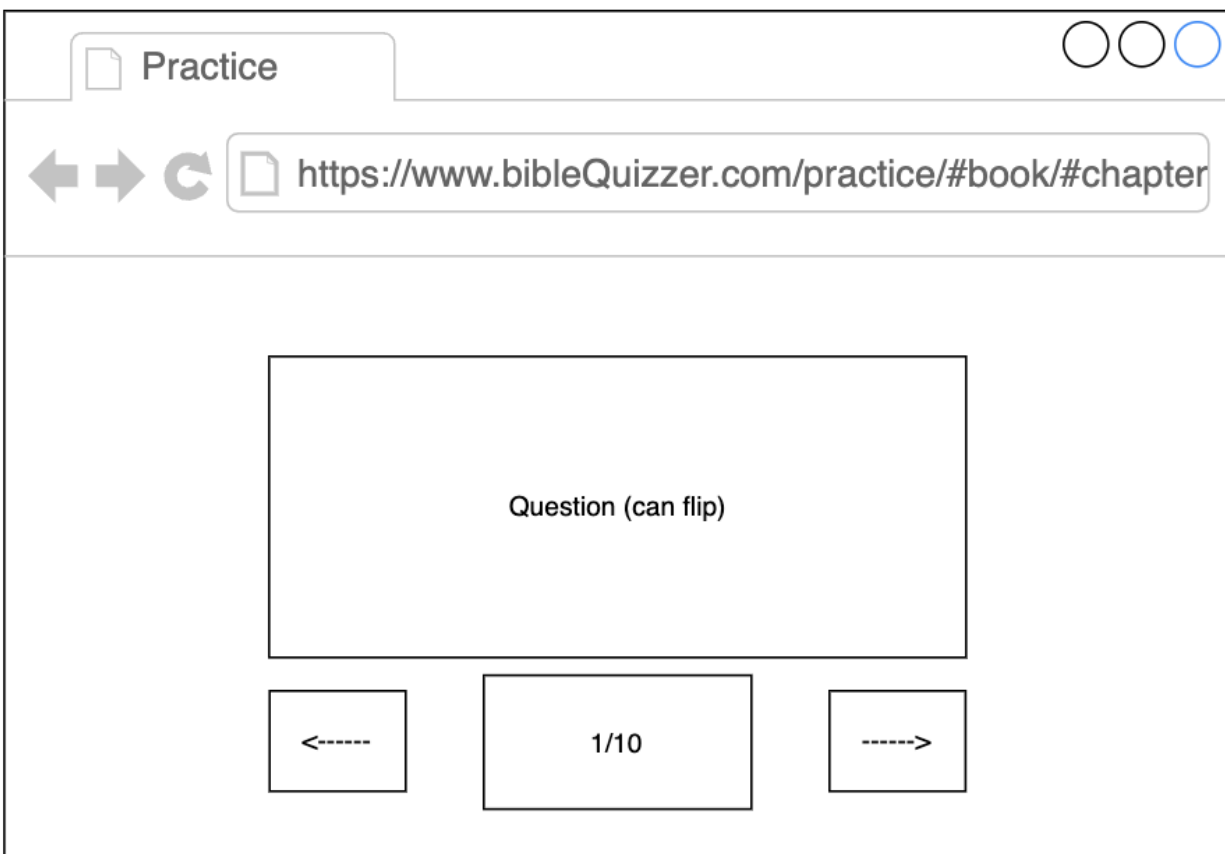 Practice
https://www.bibleQuizzer.com/practice/#book/#chapter
Question (can flip)
<------ 1/10 ------>